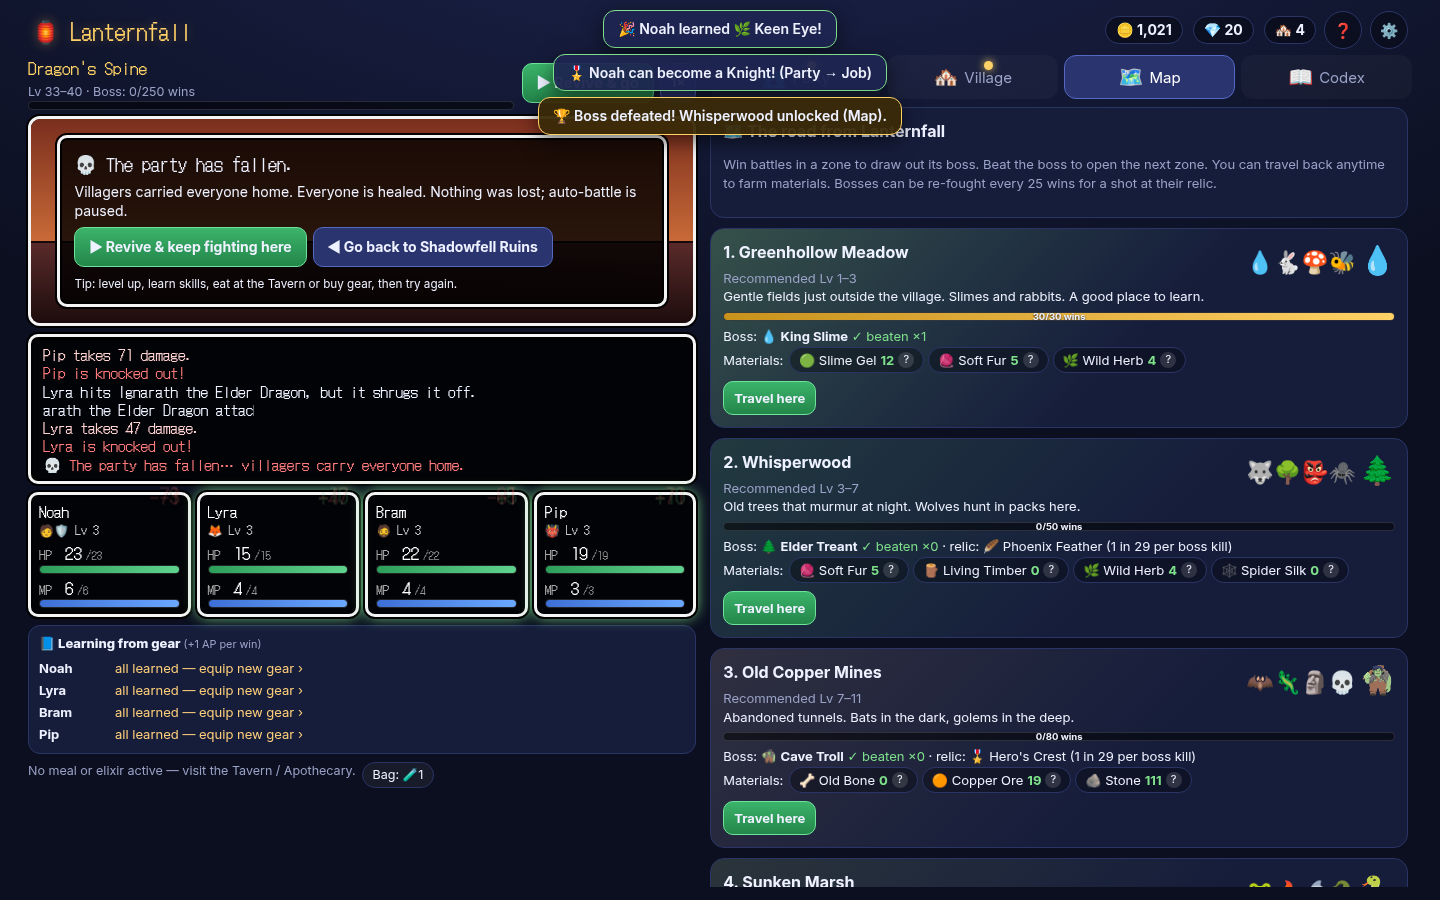 Lanternfall
Dragon's Spine
Lv 33–40 · Boss: 0/250 wins
🎉 Noah learned 🌿 Keen Eye!
🎖️ Noah can become a Knight! (Party → Job)
🏆 Boss defeated! Whisperwood unlocked (Map).
1,021
20
4
Village
Map
Codex
💀 The party has fallen.
Villagers carried everyone home. Everyone is healed. Nothing was lost; auto-battle is
paused.
▶ Revive & keep fighting here
◀ Go back to Shadowfell Ruins
Tip: level up, learn skills, eat at the Tavern or buy gear, then try again.
Pip takes 71 damage.
Pip is knocked out!
Lyra hits Ignarath the Elder Dragon, but it shrugs it off.
arath the Elder Dragon attac
Lyra takes 47 damage.
Lyra is knocked out!
💀 The party has fallen… villagers carry everyone home.
Noah
Lv 3
HP 23 /23
MP 6 /6
Lyra
Lv 3
HP 15 /15
MP 4 /4
Bram
Lv 3
HP 22 /22
MP 4 /4
Pip
Lv 3
HP 19 /19
MP 3 /3
📘 Learning from gear (+1 AP per win)
Noah all learned — equip new gear ›
Lyra all learned — equip new gear ›
Bram all learned — equip new gear ›
Pip all learned — equip new gear ›
No meal or elixir active — visit the Tavern / Apothecary. Bag: 🧪1
The road from Lanternfall
Win battles in a zone to draw out its boss. Beat the boss to open the next zone. You can travel back anytime
to farm materials. Bosses can be re-fought every 25 wins for a shot at their relic.
1. Greenhollow Meadow
Recommended Lv 1–3
Gentle fields just outside the village. Slimes and rabbits. A good place to learn.
30/30 wins
Boss: 💧 King Slime ✓ beaten ×1
Materials: 🟢 Slime Gel 12 ? 🧶 Soft Fur 5 ? 🌿 Wild Herb 4 ?
Travel here
2. Whisperwood
Recommended Lv 3–7
Old trees that murmur at night. Wolves hunt in packs here.
0/50 wins
Boss: 🌲 Elder Treant ✓ beaten ×0 · relic: 🪶 Phoenix Feather (1 in 29 per boss kill)
Materials: 🧶 Soft Fur 5 ? 🪵 Living Timber 0 ? 🌿 Wild Herb 4 ? 🕸️ Spider Silk 0 ?
Travel here
3. Old Copper Mines
Recommended Lv 7–11
Abandoned tunnels. Bats in the dark, golems in the deep.
0/80 wins
Boss: 🧌 Cave Troll ✓ beaten ×0 · relic: 🎖️ Hero's Crest (1 in 29 per boss kill)
Materials: 🦴 Old Bone 0 ? 🟠 Copper Ore 19 ? 🪨 Stone 111 ?
Travel here
4. Sunken Marsh